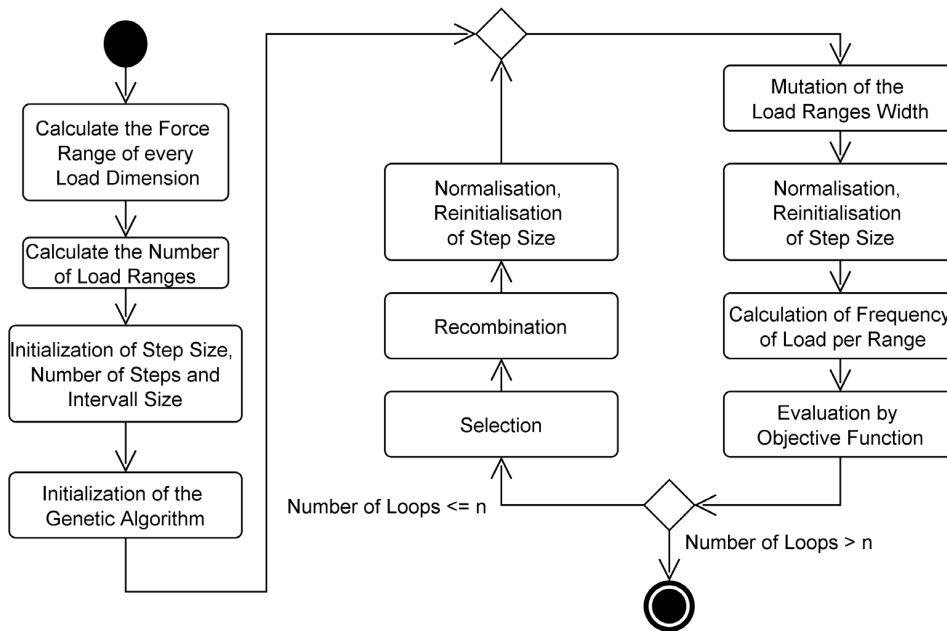 Calculate the Force
Range of every
Load Dimension
Calculate the Number
of Load Ranges
Initialization of Step Size,
Number of Steps and
Intervall Size
Initialization of the
Genetic Algorithm
Normalisation,
Reinitialisation
of Step Size
Recombination
Selection
Number of Loops <= n
Mutation of the
Load Ranges Width
Normalisation,
Reinitialisation
of Step Size
Calculation of Frequency
of Load per Range
Evaluation by
Objective Function
Number of Loops > n